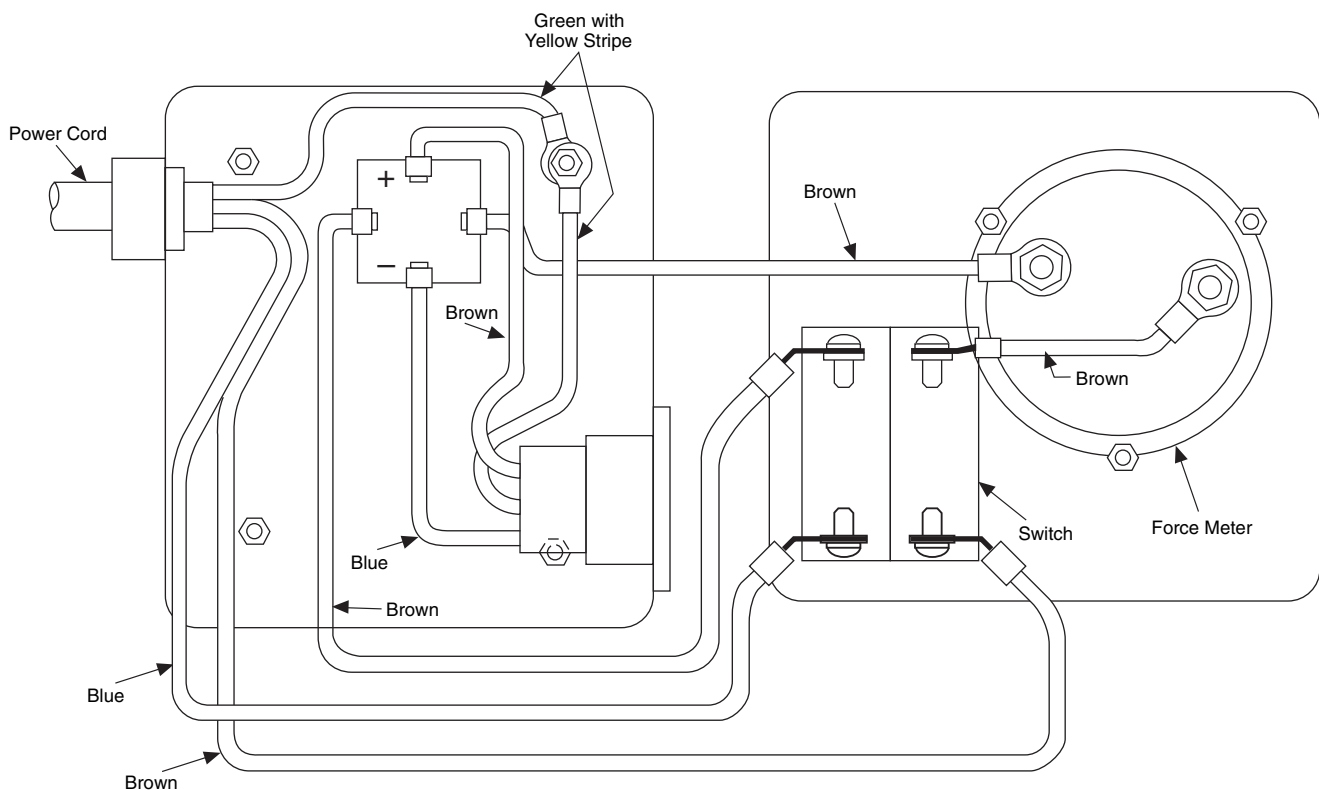 Green with
Yellow Stripe
Power Cord
+
Brown
−
Brown
Brown
Switch
Force Meter
Blue
Brown
Blue
Brown